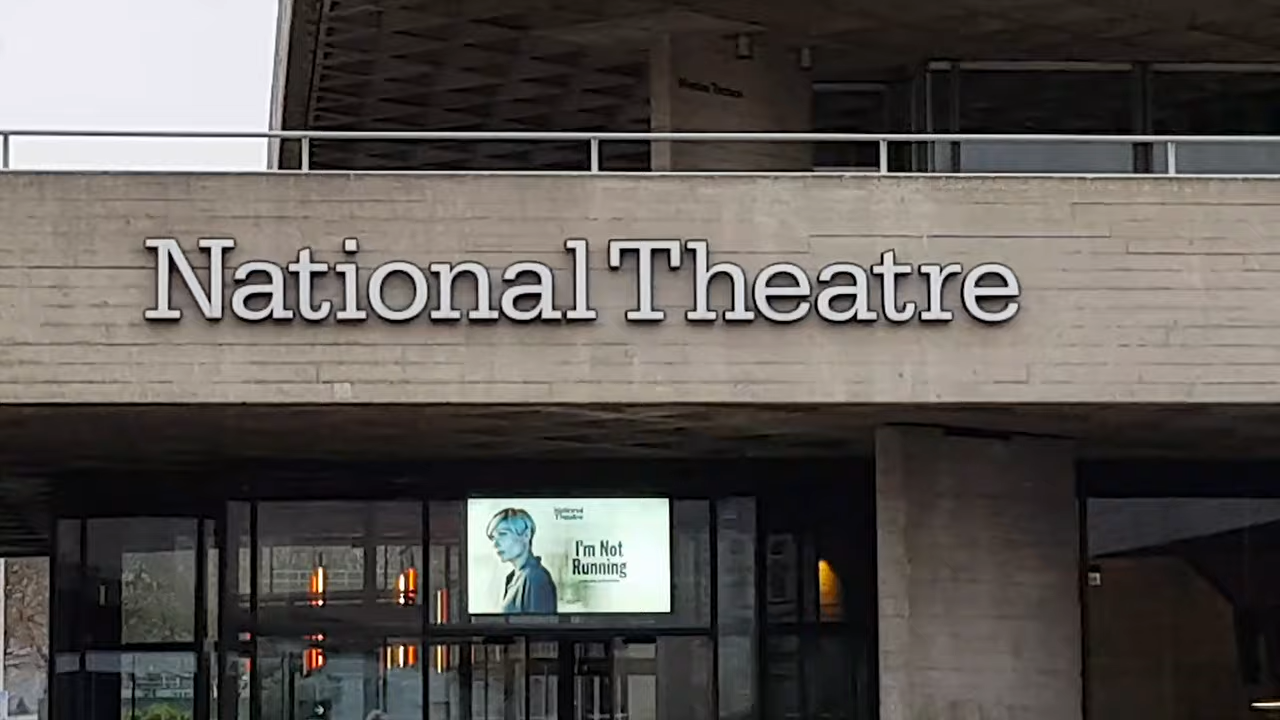 National Theatre
National
Theatre
I'm Not
Running